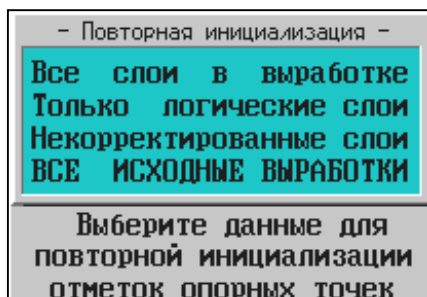 – Повторная инициализация –
Все слои в выработке
Только логические слои
Некорректированные слои
ВСЕ ИСХОДНЫЕ ВЫРАБОТКИ
Выберите данные для
повторной инициализации
отметок опорных точек